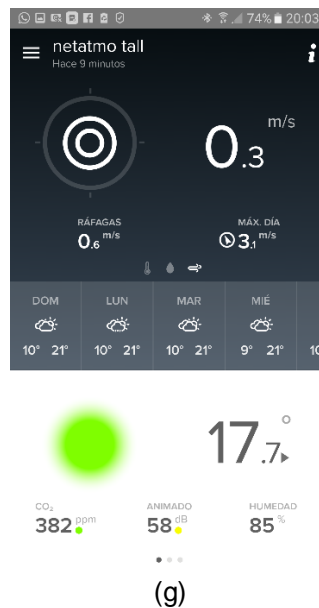 74% 20:03
netatmo tall
Hace 9 minutos
m/s
0.3
RÁFAGAS MÁX. DÍA
0.6 m/s 3.1 m/s
DOM LUN MAR MIÉ
10° 21° 10° 21° 10° 21° 9° 21° 10
17.7 °
CO₂ ANIMADO HUMEDAD
382 ppm 58 dB 85 %
(g)